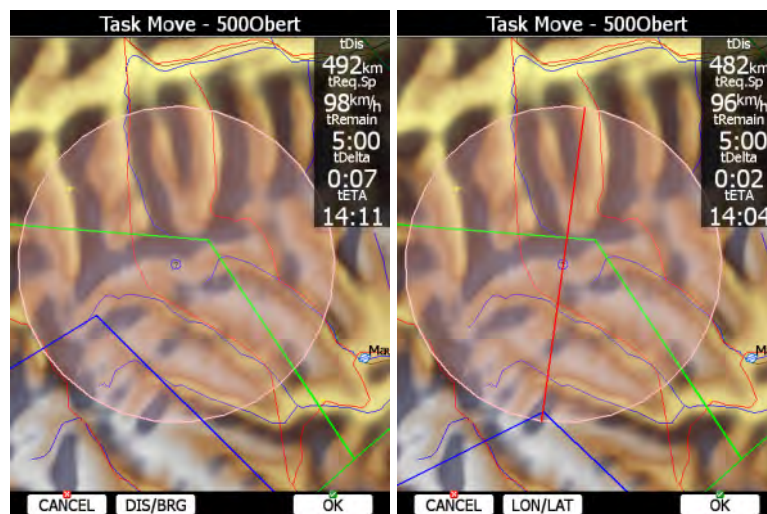 Task Move - 500Obert
tDis
492km
tReq.Sp
98km/h
tRemain
5:00
tDelta
0:07
tETA
14:11
7
CANCEL
DIS/BRG
OK
Task Move - 500Obert
tDis
482km
tReq.Sp
96km/h
tRemain
5:00
tDelta
0:02
tETA
14:04
7
CANCEL
LON/LAT
OK